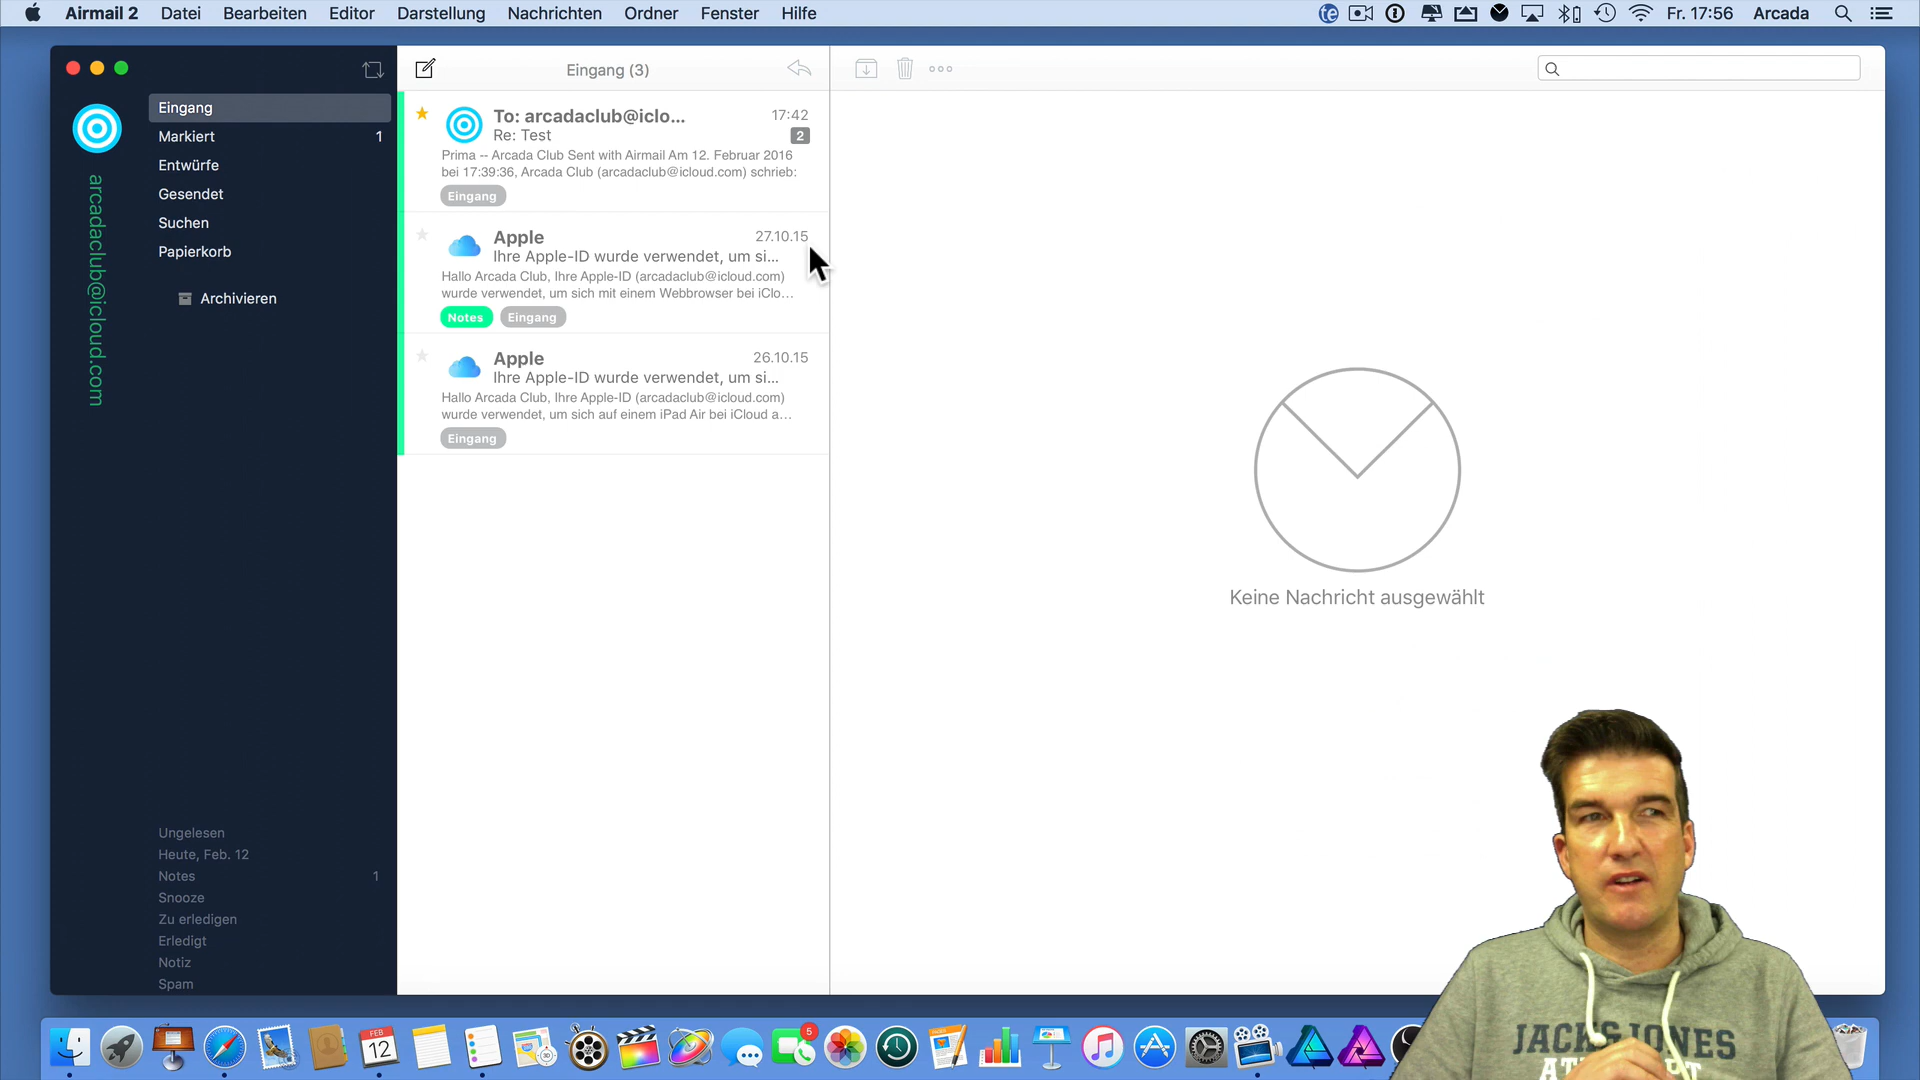 Airmail 2 Datei Bearbeiten Editor Darstellung Nachrichten Ordner Fenster Hilfe
te Fr. 17:56 Arcada
arcadaclub@icloud.com
Eingang
Markiert 1
Entwürfe
Gesendet
Suchen
Papierkorb
Archivieren
Ungelesen
Heute, Feb. 12
Notes 1
Snooze
Zu erledigen
Erledigt
Notiz
Spam
Eingang (3)
To: arcadaclub@iclo... 17:42
Re: Test 2
Prima -- Arcada Club Sent with Airmail Am 12. Februar 2016
bei 17:39:36, Arcada Club (arcadaclub@icloud.com) schrieb:
Eingang
Apple 27.10.15
Ihre Apple-ID wurde verwendet, um si...
Hallo Arcada Club, Ihre Apple-ID (arcadaclub@icloud.com)
wurde verwendet, um sich mit einem Webbrowser bei iClo...
Notes Eingang
Apple 26.10.15
Ihre Apple-ID wurde verwendet, um si...
Hallo Arcada Club, Ihre Apple-ID (arcadaclub@icloud.com)
wurde verwendet, um sich auf einem iPad Air bei iCloud a...
Eingang
Keine Nachricht ausgewählt
FEB
12
5
PAGES
JACK JONES